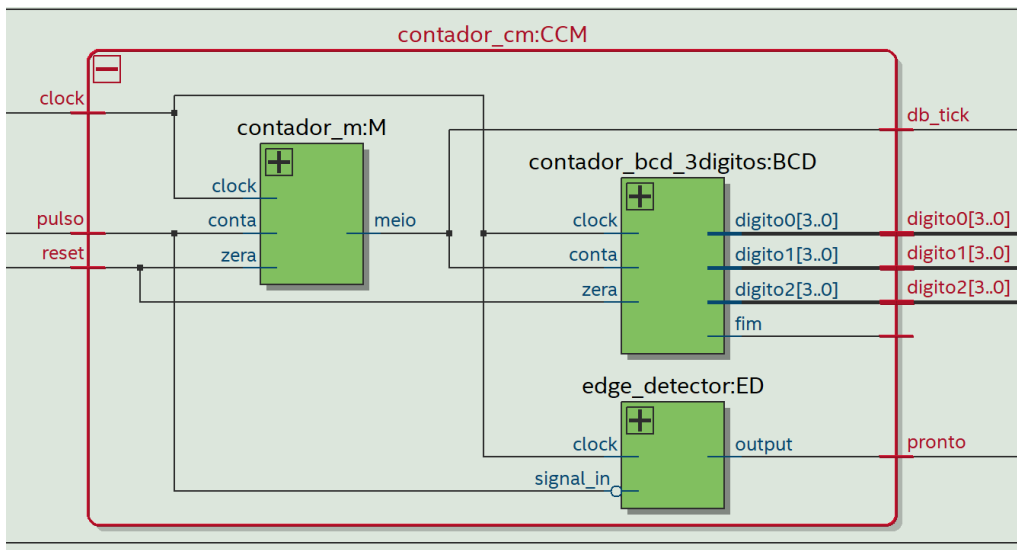 contador_cm:CCM
clock
db_tick
contador_m:M
contador_bcd_3digitos:BCD
clock
pulso
conta
meio
clock
digito0[3..0]
digito0[3..0]
reset
zera
conta
digito1[3..0]
digito1[3..0]
zera
digito2[3..0]
digito2[3..0]
fim
edge_detector:ED
clock
output
pronto
signal_in